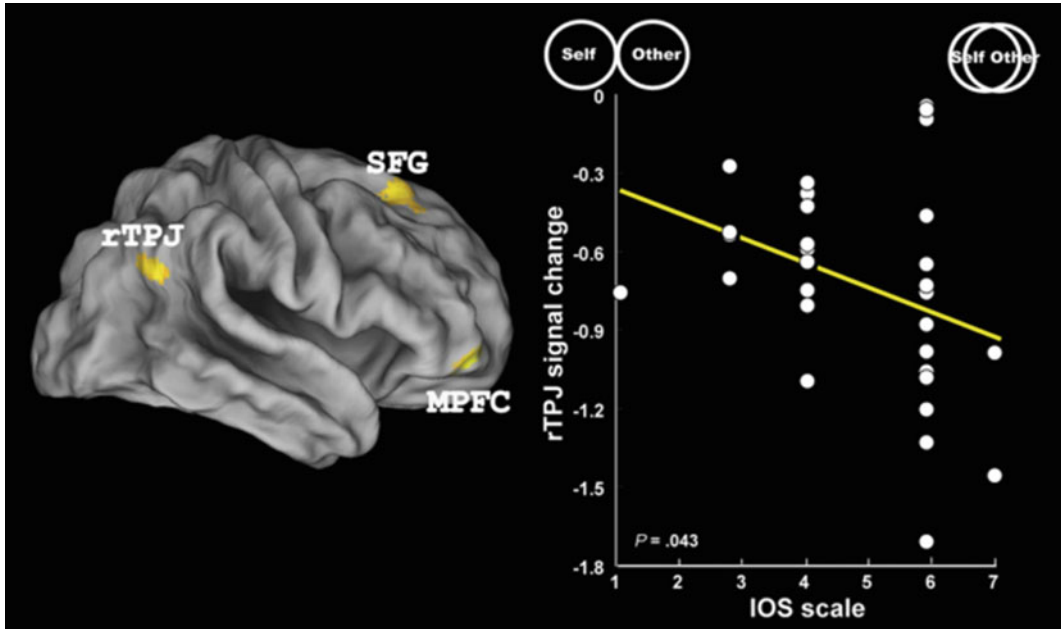 SFG
rTPJ
MPFC
Self Other
Self Other
rTPJ signal change
0
-0.3
-0.6
-0.9
-1.2
-1.5
-1.8
P = .043
1 2 3 4 5 6 7
IOS scale